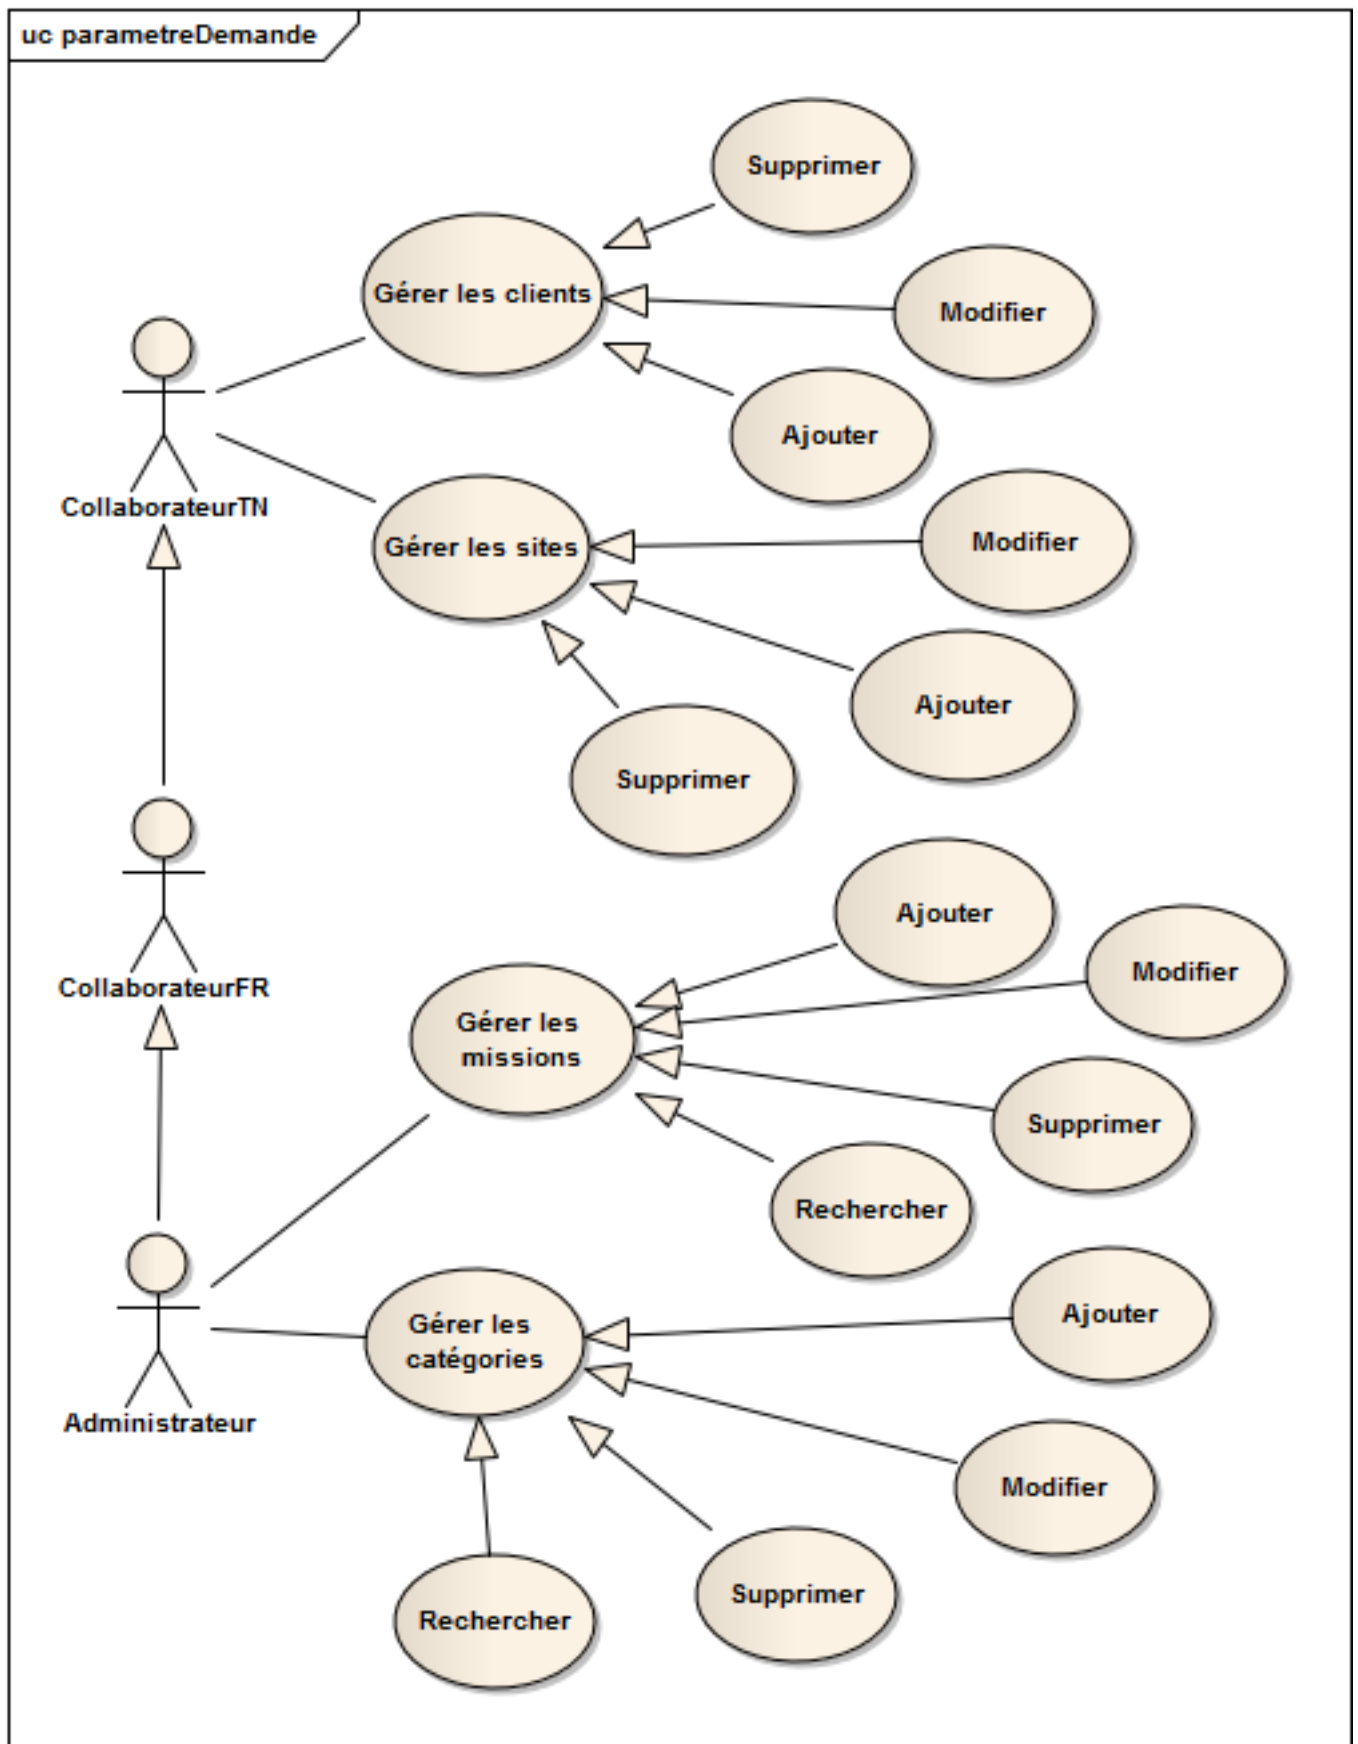 uc parametreDemande
Supprimer
Gérer les clients
Modifier
Ajouter
CollaborateurTN
Gérer les sites
Modifier
Ajouter
Supprimer
CollaborateurFR
Ajouter
Modifier
Gérer les
missions
Supprimer
Rechercher
Administrateur
Gérer les
catégories
Ajouter
Modifier
Supprimer
Rechercher